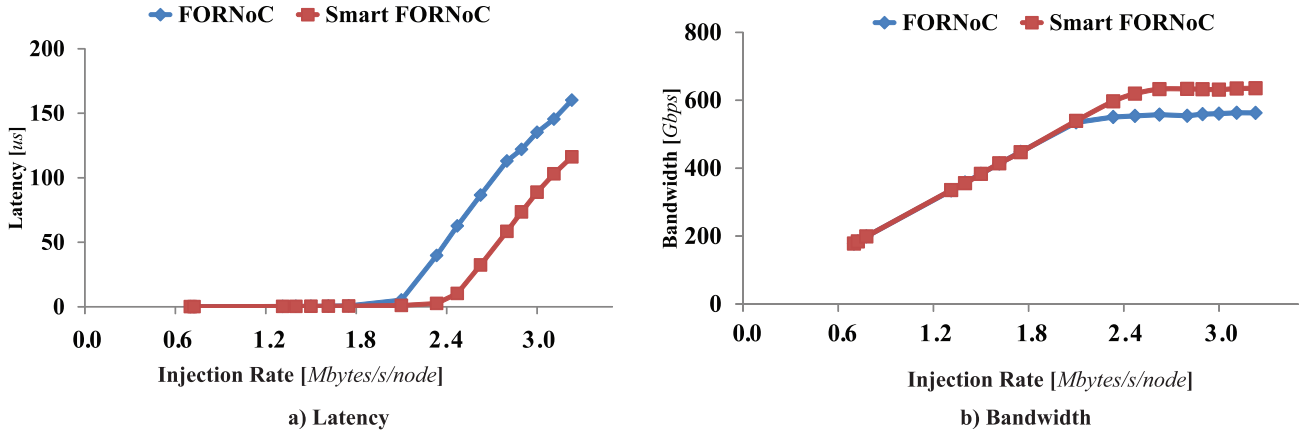 FORNoC Smart FORNoC
200
150
100
50
0
Latency [us]
0.0 0.6 1.2 1.8 2.4 3.0
Injection Rate [Mbytes/s/node]
a) Latency
FORNoC Smart FORNoC
800
600
400
200
0
Bandwidth [Gbps]
0.0 0.6 1.2 1.8 2.4 3.0
Injection Rate [Mbytes/s/node]
b) Bandwidth